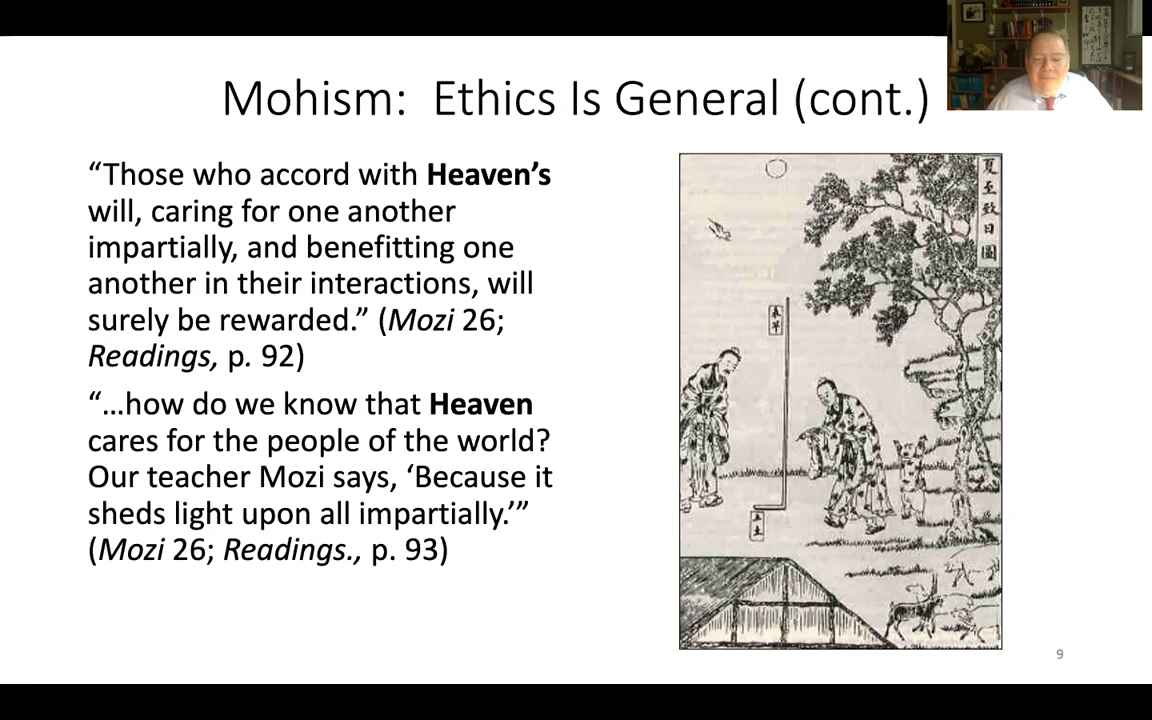 Mohism:  Ethics Is General (cont.)
“Those who accord with Heaven’s
will, caring for one another
impartially, and benefitting one
another in their interactions, will
surely be rewarded.” (Mozi 26;
Readings, p. 92)
“…how do we know that Heaven
cares for the people of the world?
Our teacher Mozi says, ‘Because it
sheds light upon all impartially.’”
(Mozi 26; Readings., p. 93)
夏至致日圖
土圭
9